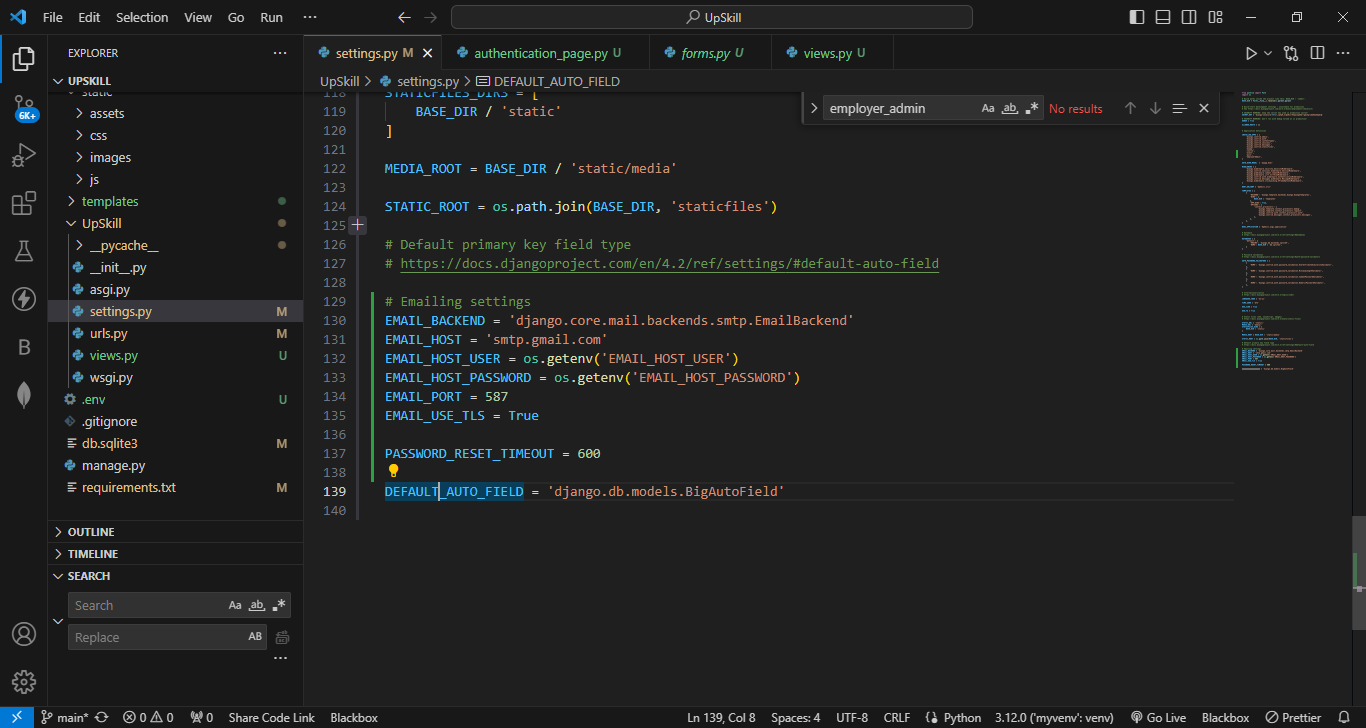 File Edit Selection View Go Run ··· UpSkill
EXPLORER
UPSKILL
static
assets
css
images
js
templates
UpSkill
__pycache__
__init__.py
asgi.py
settings.py M
urls.py M
views.py U
wsgi.py
.env U
.gitignore
db.sqlite3 M
manage.py
requirements.txt M
OUTLINE
TIMELINE
SEARCH
Search Aa ab .*
Replace AB
6K+
B
settings.py M authentication_page.py U forms.py U views.py U
UpSkill > settings.py > DEFAULT_AUTO_FIELD
employer_admin Aa ab .* No results
118 STATICFILES_DIRS = [
119 BASE_DIR / 'static'
120 ]
121
122 MEDIA_ROOT = BASE_DIR / 'static/media'
123
124 STATIC_ROOT = os.path.join(BASE_DIR, 'staticfiles')
125
126 # Default primary key field type
127 # https://docs.djangoproject.com/en/4.2/ref/settings/#default-auto-field
128
129 # Emailing settings
130 EMAIL_BACKEND = 'django.core.mail.backends.smtp.EmailBackend'
131 EMAIL_HOST = 'smtp.gmail.com'
132 EMAIL_HOST_USER = os.getenv('EMAIL_HOST_USER')
133 EMAIL_HOST_PASSWORD = os.getenv('EMAIL_HOST_PASSWORD')
134 EMAIL_PORT = 587
135 EMAIL_USE_TLS = True
136
137 PASSWORD_RESET_TIMEOUT = 600
138
139 DEFAULT_AUTO_FIELD = 'django.db.models.BigAutoField'
140
main* 0 0 0 Share Code Link Blackbox Ln 139, Col 8 Spaces: 4 UTF-8 CRLF Python 3.12.0 ('myvenv': venv) Go Live Blackbox Prettier